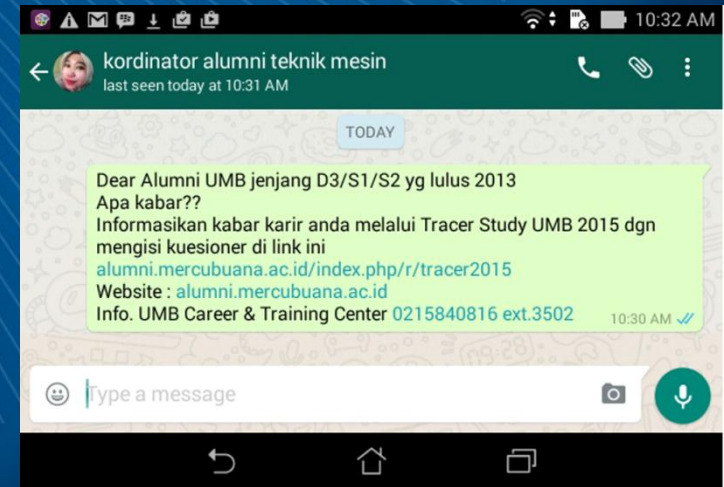 10:32 AM
kordinator alumni teknik mesin
last seen today at 10:31 AM
TODAY
Dear Alumni UMB jenjang D3/S1/S2 yg lulus 2013
Apa kabar??
Informasikan kabar karir anda melalui Tracer Study UMB 2015 dgn
mengisi kuesioner di link ini
alumni.mercubuana.ac.id/index.php/r/tracer2015
Website : alumni.mercubuana.ac.id
Info. UMB Career & Training Center 0215840816 ext.3502
10:30 AM
Type a message